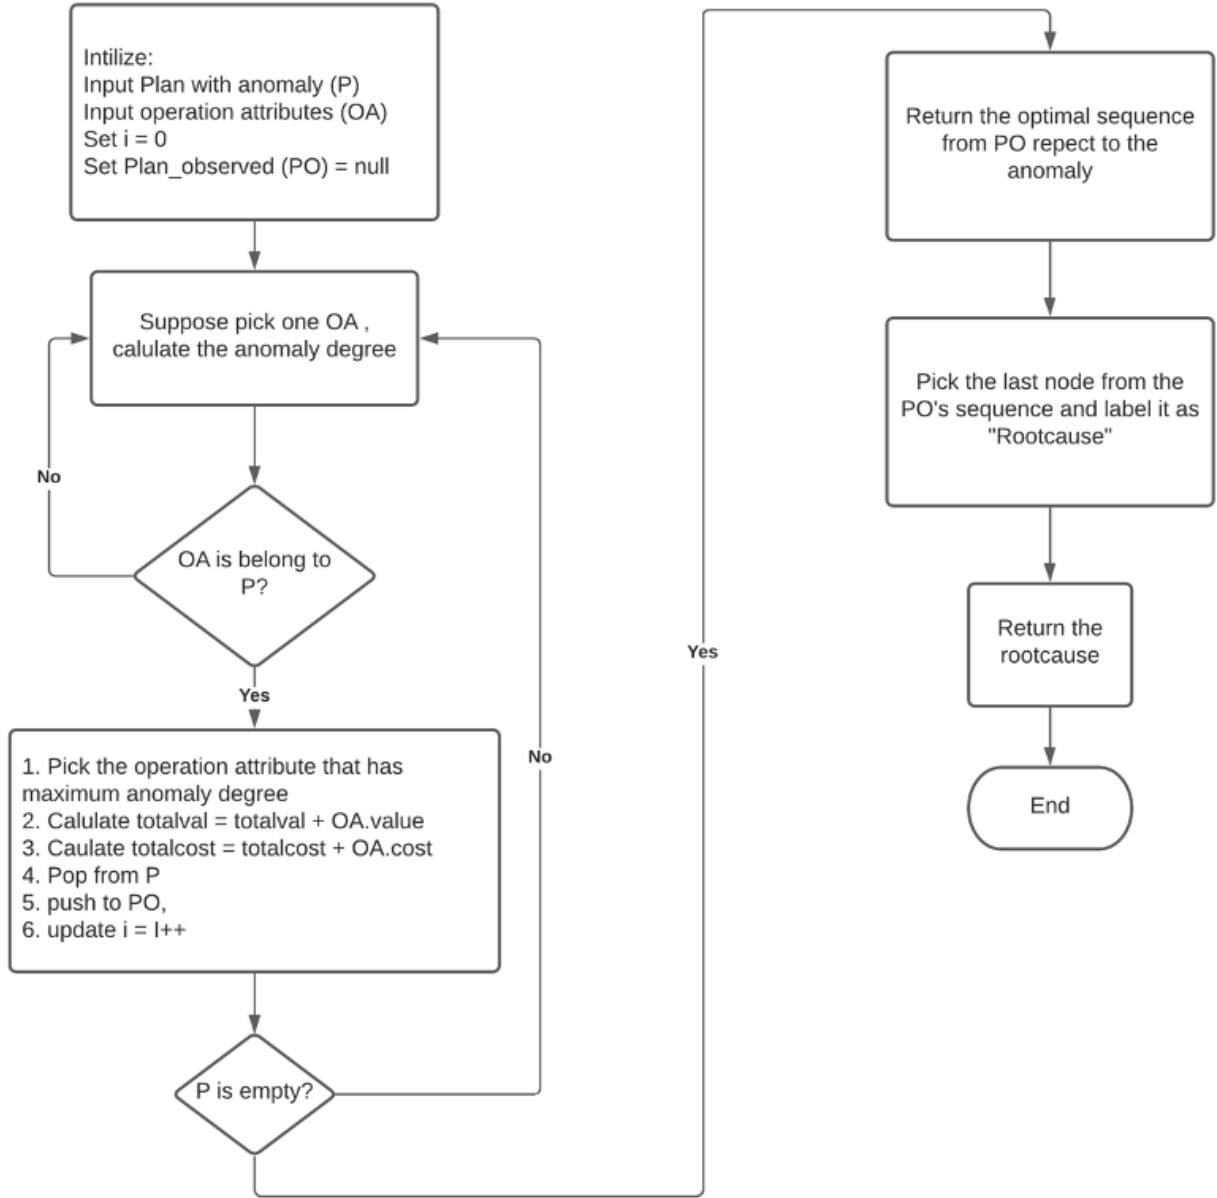 Intilize:
Input Plan with anomaly (P)
Input operation attributes (OA)
Set i = 0
Set Plan_observed (PO) = null
Suppose pick one OA ,
calulate the anomaly degree
No
OA is belong to
P?
Yes
1. Pick the operation attribute that has
maximum anomaly degree
2. Calulate totalval = totalval + OA.value
3. Caulate totalcost = totalcost + OA.cost
4. Pop from P
5. push to PO,
6. update i = I++
No
P is empty?
Yes
Return the optimal sequence
from PO repect to the
anomaly
Pick the last node from the
PO's sequence and label it as
"Rootcause"
Return the
rootcause
End